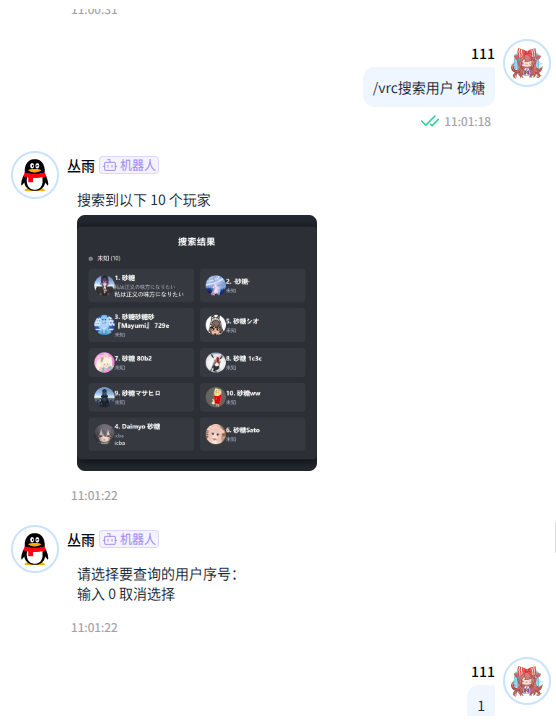 11:00:31
111
/vrc搜索用户 砂糖
11:01:18
丛雨 机器人
搜索到以下 10 个玩家
搜索结果
未知 (10)
1. 砂糖
私は正义の味方になりたい
私は正义の味方になりたい
2. ·砂糖·
未知
3. 砂糖砂糖砂
『Mayumi』 729e
未知
5. 砂糖シオ
未知
7. 砂糖 80b2
未知
8. 砂糖 1c3c
未知
9. 砂糖マサヒロ
未知
10. 砂糖ww
未知
4. Daimyo 砂糖
icba
6. 砂糖Sato
未知
11:01:22
丛雨 机器人
请选择要查询的用户序号：
输入 0 取消选择
11:01:22
111
1